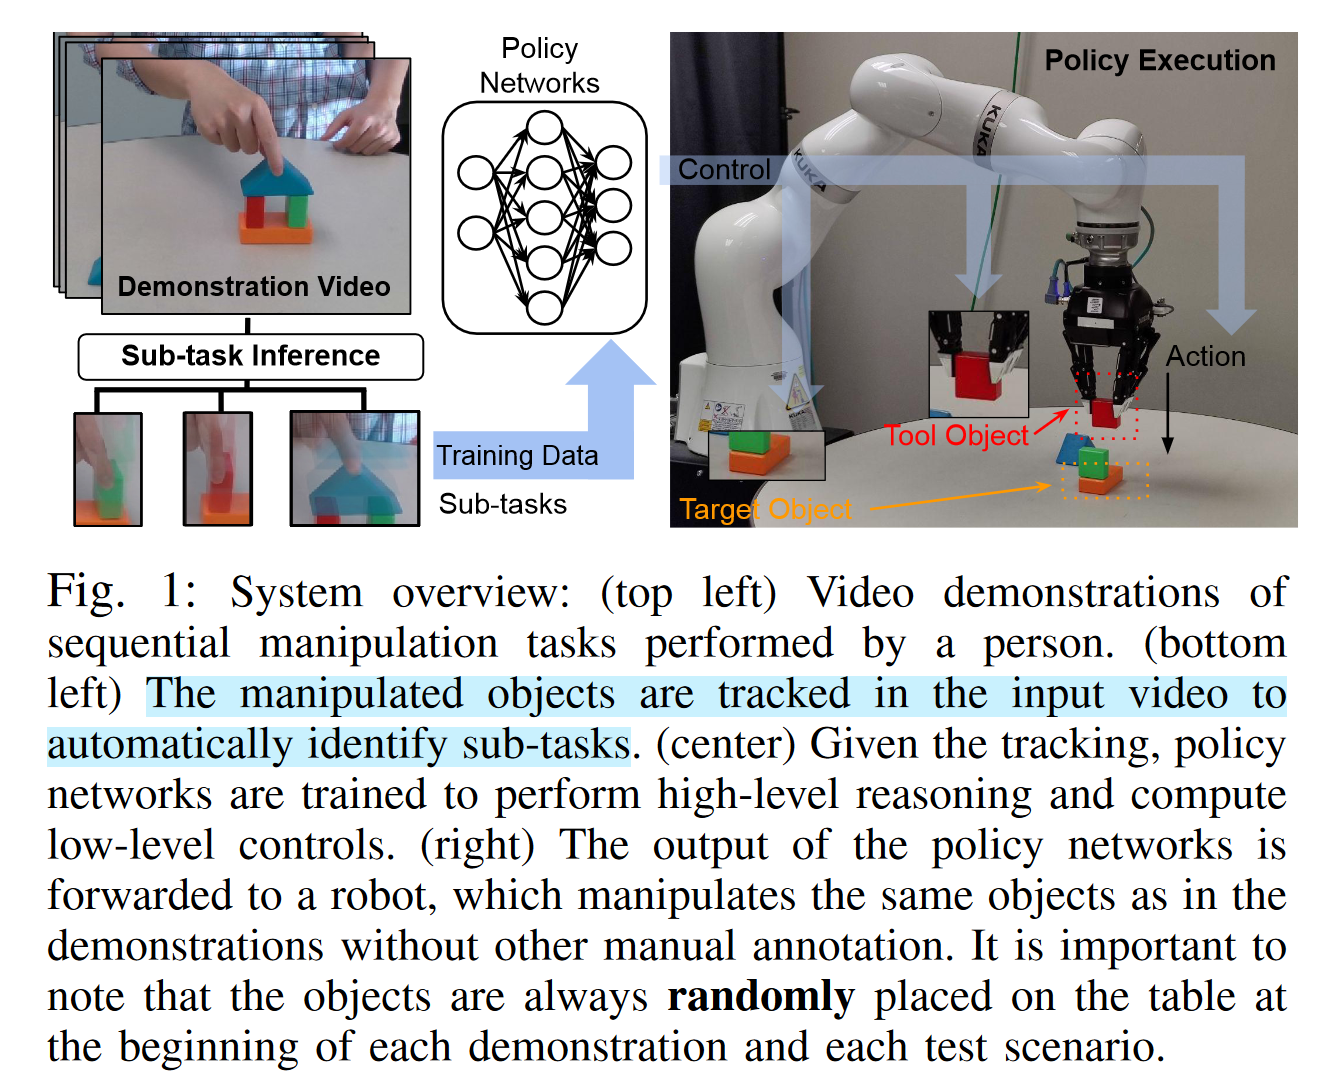 Demonstration Video
Sub-task Inference
Policy
Networks
Training Data
Sub-tasks
Policy Execution
Control
KUKA
KUKA
Action
Tool Object
Target Object
Fig. 1: System overview: (top left) Video demonstrations of
sequential manipulation tasks performed by a person. (bottom
left) The manipulated objects are tracked in the input video to
automatically identify sub-tasks. (center) Given the tracking, policy
networks are trained to perform high-level reasoning and compute
low-level controls. (right) The output of the policy networks is
forwarded to a robot, which manipulates the same objects as in the
demonstrations without other manual annotation. It is important to
note that the objects are always randomly placed on the table at
the beginning of each demonstration and each test scenario.